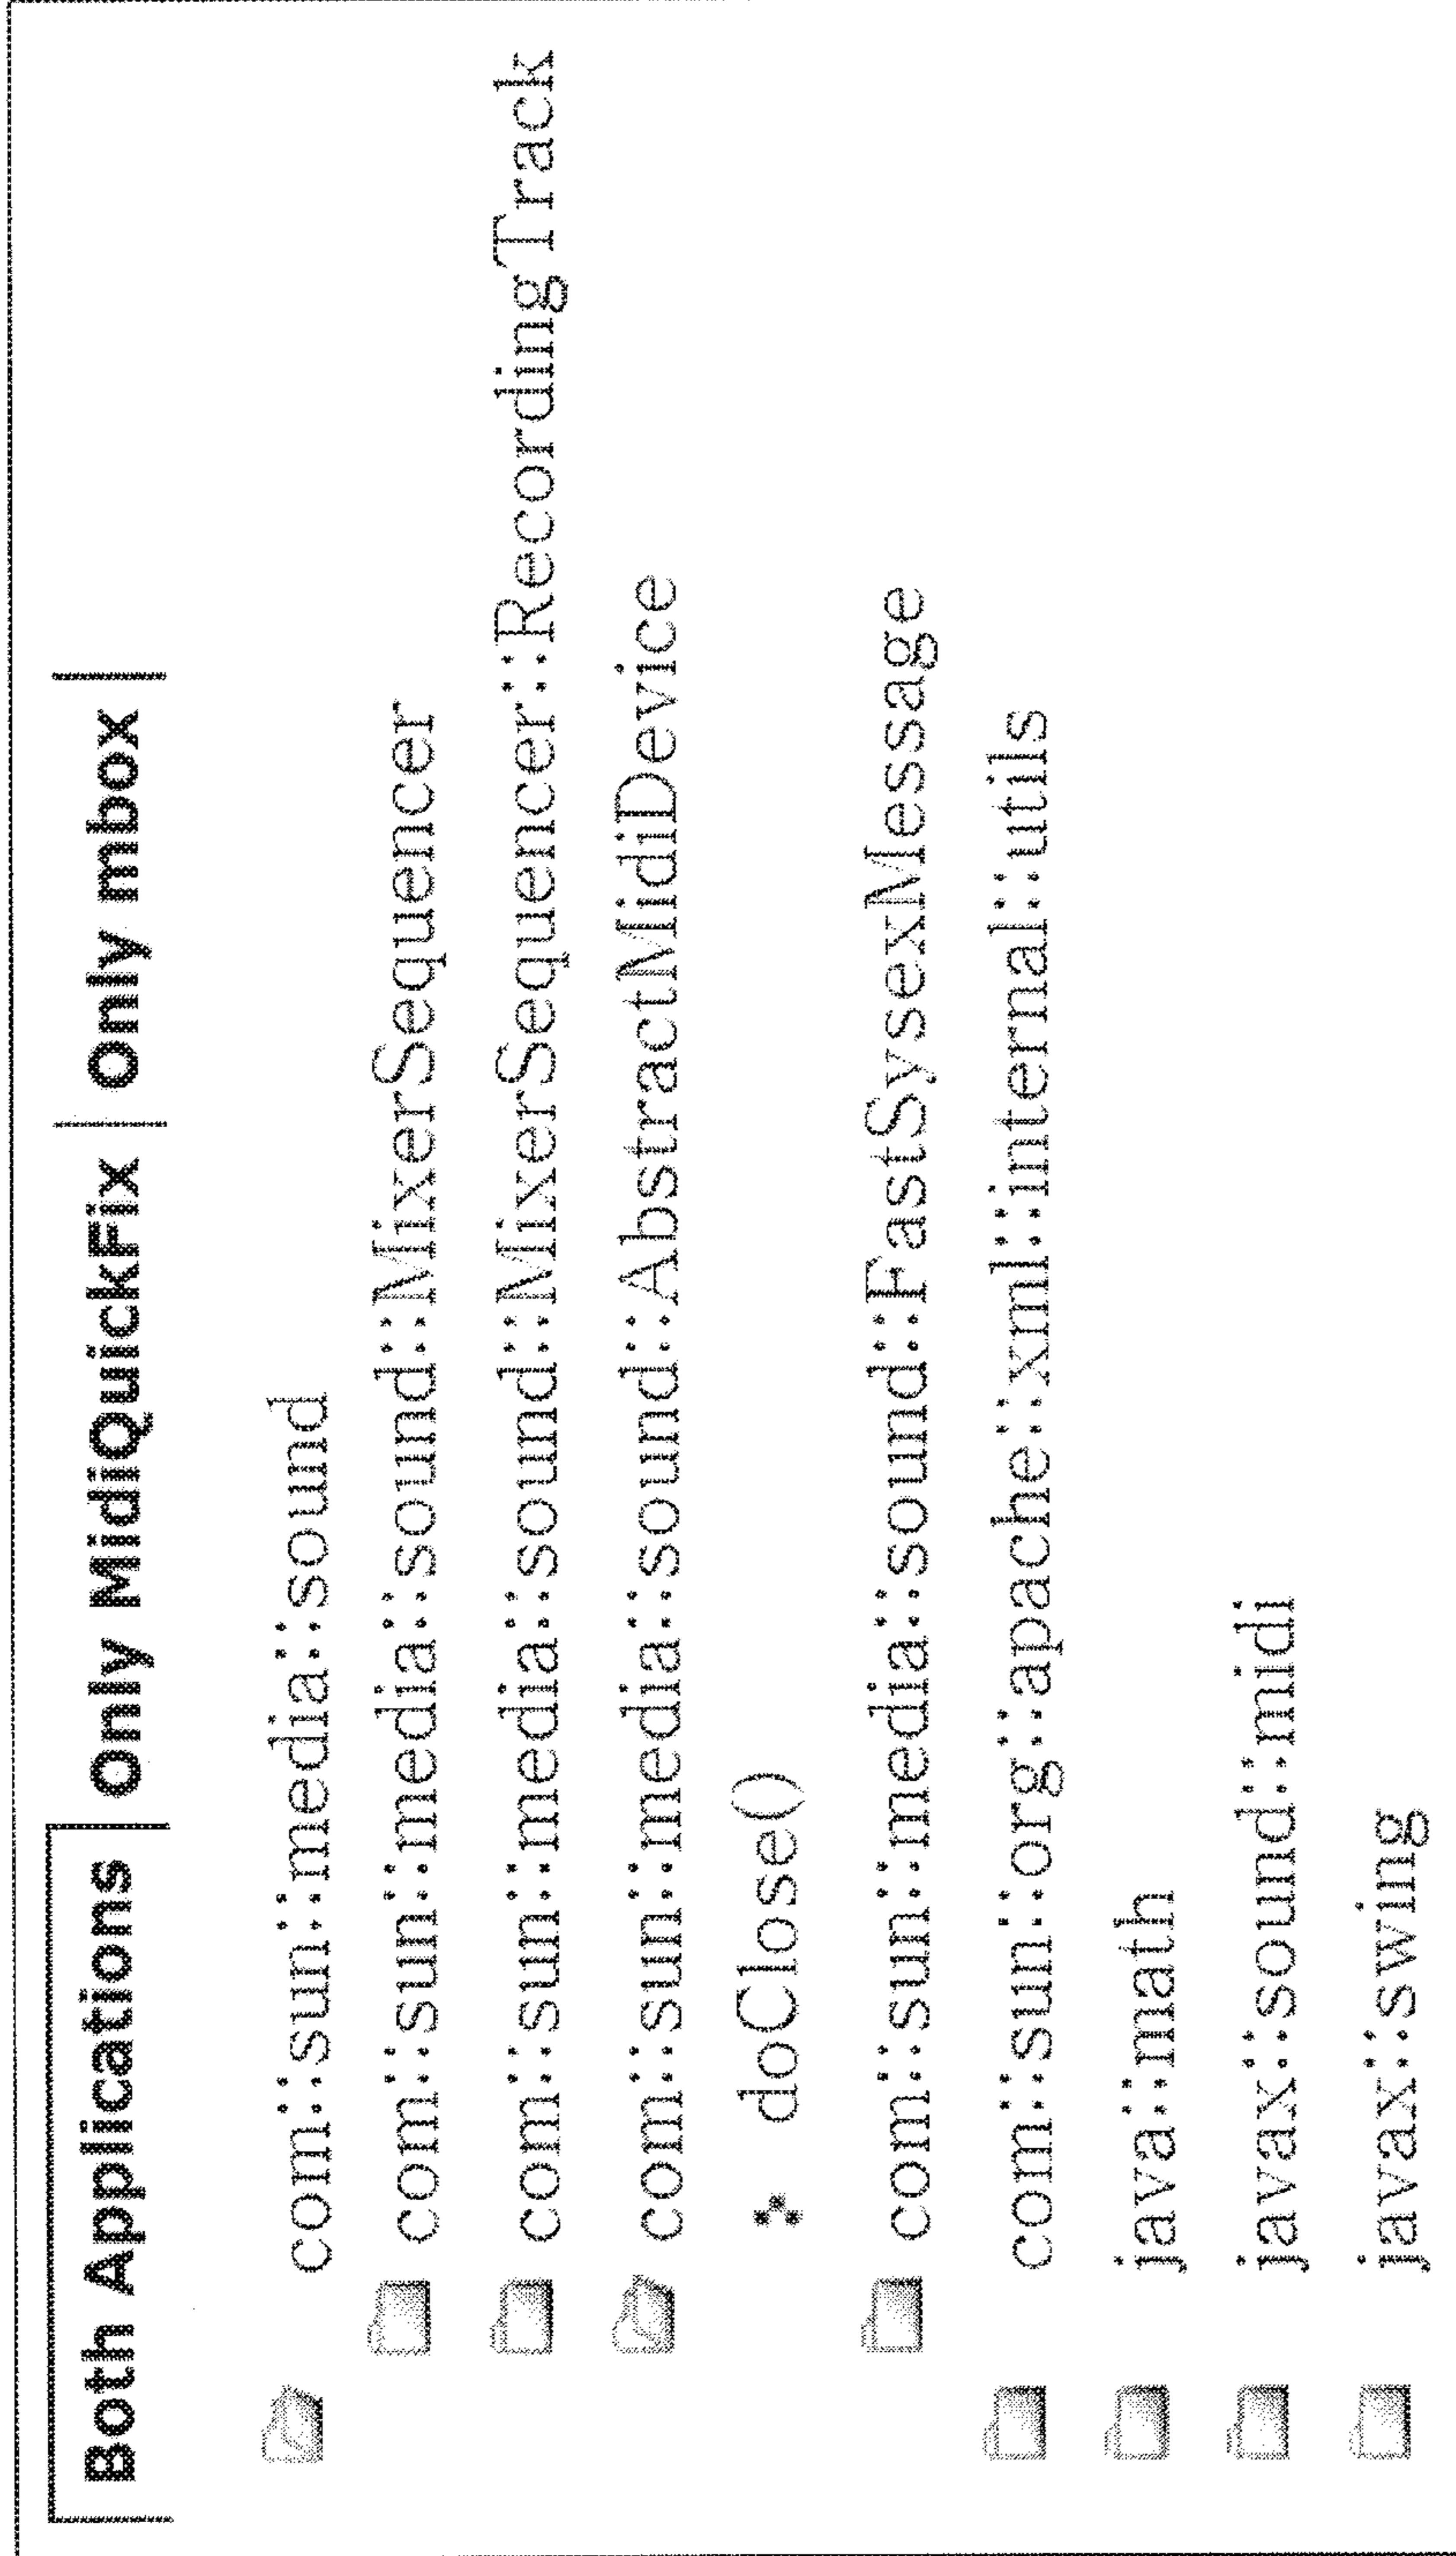 Both Applications | Only MidiQuickFix | Only mbox |
com::sun::media::sound
com::sun::media::sound::MixerSequencer
com::sun::media::sound::MixerSequencer::RecordingTrack
com::sun::media::sound::AbstractMidiDevice
doClose()
com::sun::media::sound::FastSysexMessage
com::sun::org::apache::xml::internal::utils
java::math
javax::sound::midi
javax::swing